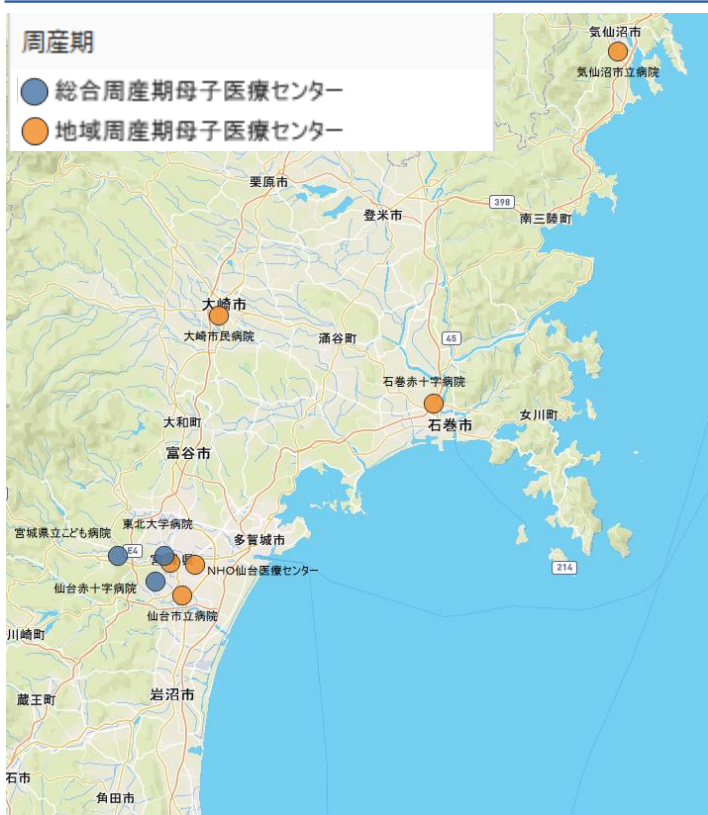 周産期
総合周産期母子医療センター
地域周産期母子医療センター
気仙沼市
気仙沼市立病院
栗原市
登米市
398
南三陸町
大崎市
大崎市民病院
涌谷町
45
石巻赤十字病院
女川町
石巻市
大和町
富谷市
東北大学病院
宮城県立こども病院
多賀城市
E4
NHO仙台医療センター
214
仙台赤十字病院
仙台市立病院
川崎町
岩沼市
蔵王町
石市
角田市